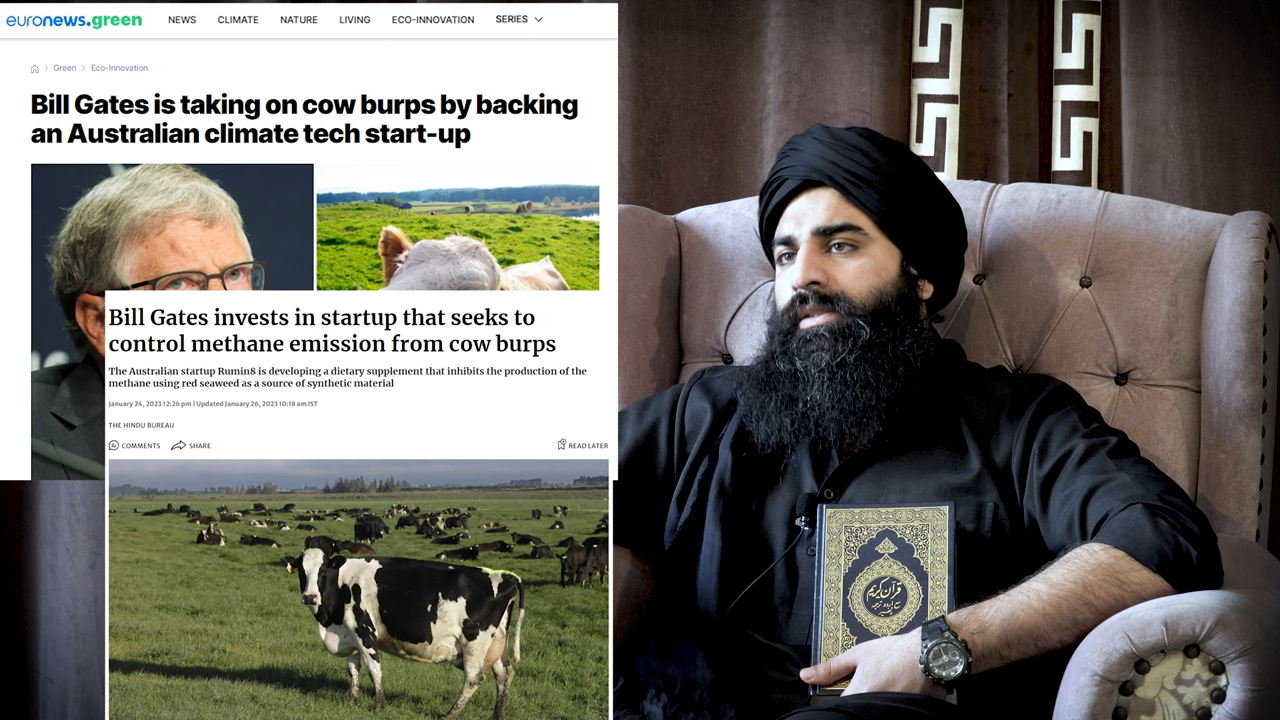 euronews.green
NEWS
CLIMATE
NATURE
LIVING
ECO-INNOVATION
SERIES
Green
Eco-Innovation
Bill Gates is taking on cow burps by backing
an Australian climate tech start-up
Bill Gates invests in startup that seeks to
control methane emission from cow burps
The Australian startup Rumin8 is developing a dietary supplement that inhibits the production of the
methane using red seaweed as a source of synthetic material
January 24, 2023 12:26 pm | Updated January 26, 2023 10:18 am IST
THE HINDU BUREAU
COMMENTS
SHARE
READ LATER
قرآن کریم
مع اردو ترجمہ